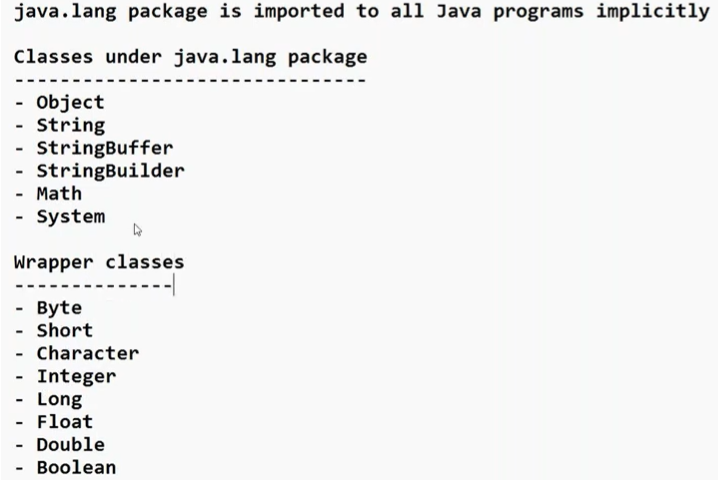 java.lang package is imported to all Java programs implicitly
Classes under java.lang package
-------------------------------
- Object
- String
- StringBuffer
- StringBuilder
- Math
- System
Wrapper classes
--------------
- Byte
- Short
- Character
- Integer
- Long
- Float
- Double
- Boolean